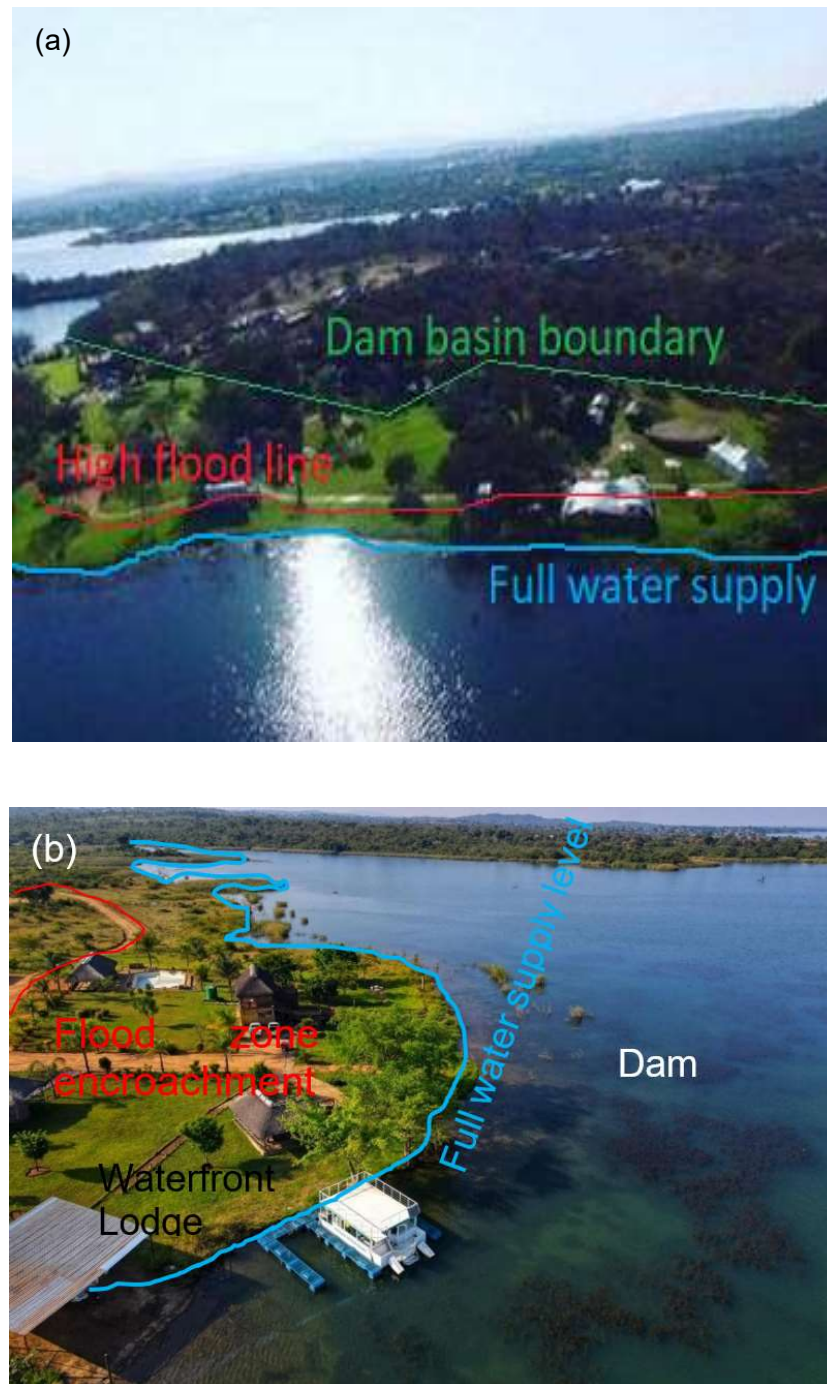 (a)
Dam basin boundary
High flood line
Full water supply
(b)
Full water supply level
Flood zone
encroachment
Dam
Waterfront
Lodge